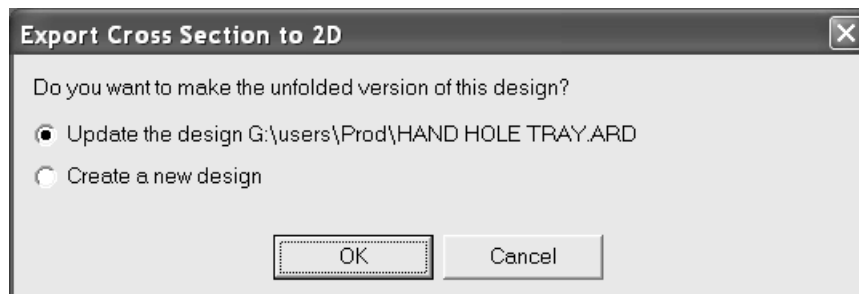 Export Cross Section to 2D
Do you want to make the unfolded version of this design?
Update the design G:\users\Prod\HAND HOLE TRAY.ARD
Create a new design
OK Cancel